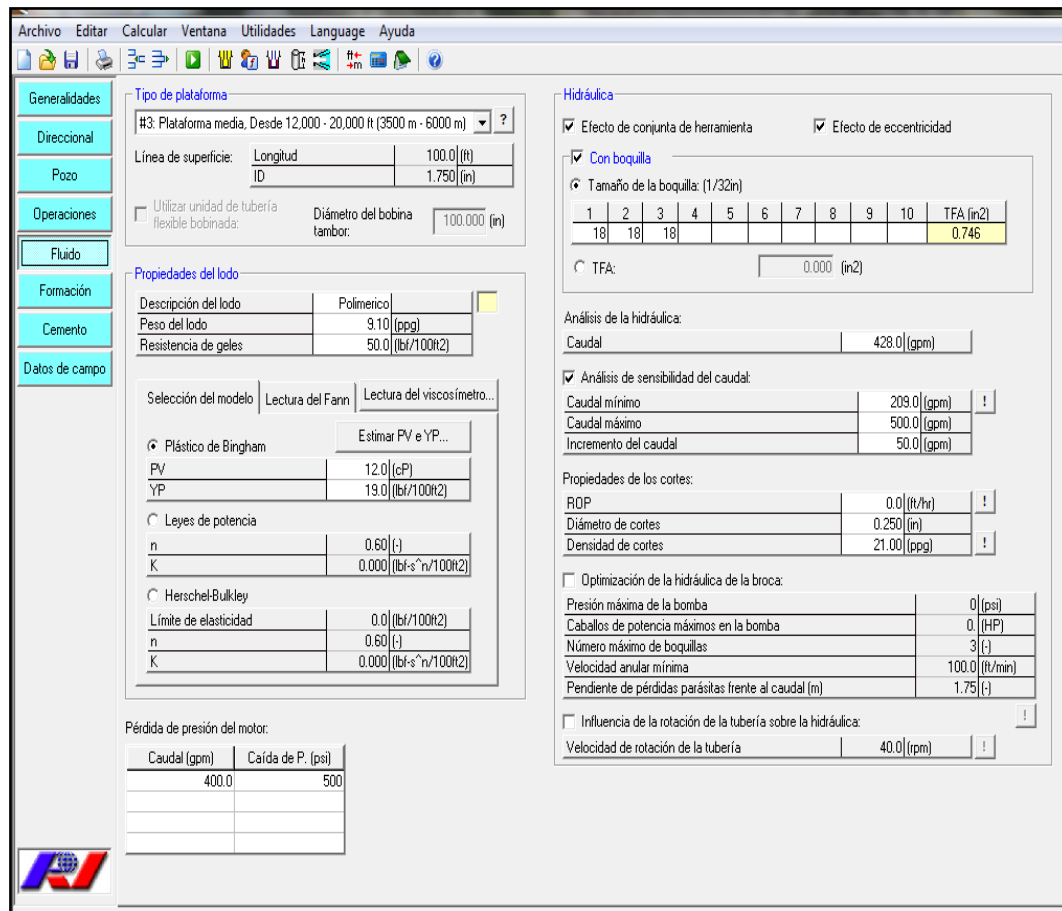 Archivo Editar Calcular Ventana Utilidades Language Ayuda
Generalidades
Direccional
Pozo
Operaciones
Fluido
Formación
Cemento
Datos de campo
Tipo de plataforma
#3: Plataforma media, Desde 12,000 - 20,000 ft (3500 m - 6000 m) ?
Línea de superficie: Longitud 100.0 (ft)
ID 1.750 (in)
Utilizar unidad de tubería flexible bobinada:
Diámetro del bobina tambor: 100.000 (in)
Propiedades del lodo
Descripción del lodo Polimerico
Peso del lodo 9.10 (ppg)
Resistencia de geles 50.0 (lbf/100ft2)
Selección del modelo Lectura del Fann Lectura del viscosímetro...
Plástico de Bingham Estimar PV e YP...
PV 12.0 (cP)
YP 19.0 (lbf/100ft2)
Leyes de potencia
n 0.60 (-)
K 0.000 (lbf-s^n/100ft2)
Herschel-Bulkley
Límite de elasticidad 0.0 (lbf/100ft2)
n 0.60 (-)
K 0.000 (lbf-s^n/100ft2)
Pérdida de presión del motor:
Caudal (gpm) Caída de P. (psi)
400.0 500
Hidráulica
Efecto de conjunta de herramienta Efecto de eccentricidad
Con boquilla
Tamaño de la boquilla: (1/32in)
1 2 3 4 5 6 7 8 9 10 TFA (in2)
18 18 18 0.746
TFA: 0.000 (in2)
Análisis de la hidráulica:
Caudal 428.0 (gpm)
Análisis de sensibilidad del caudal:
Caudal mínimo 209.0 (gpm) !
Caudal máximo 500.0 (gpm)
Incremento del caudal 50.0 (gpm)
Propiedades de los cortes:
ROP 0.0 (ft/hr) !
Diámetro de cortes 0.250 (in)
Densidad de cortes 21.00 (ppg) !
Optimización de la hidráulica de la broca:
Presión máxima de la bomba 0 (psi)
Caballos de potencia máximos en la bomba 0. (HP)
Número máximo de boquillas 3 (-)
Velocidad anular mínima 100.0 (ft/min)
Pendiente de pérdidas parásitas frente al caudal (m) 1.75 (-)
Influencia de la rotación de la tubería sobre la hidráulica: !
Velocidad de rotación de la tubería 40.0 (rpm) !